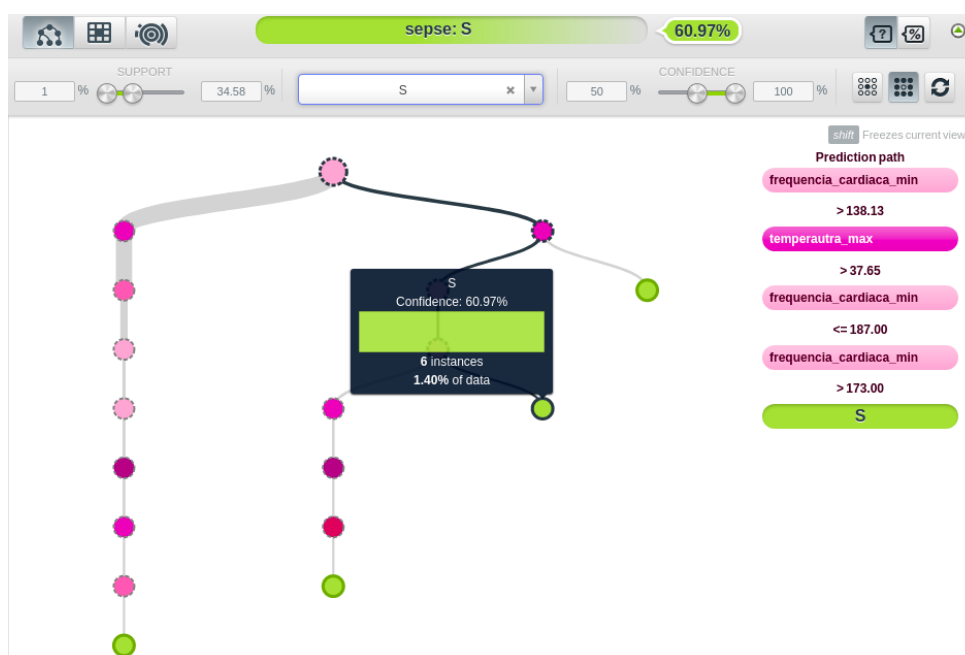 sepse: S
60.97%
SUPPORT
CONFIDENCE
1 %
34.58 %
S
50 %
100 %
shift Freezes current view
Prediction path
frequencia_cardiaca_min
> 138.13
temperautra_max
> 37.65
frequencia_cardiaca_min
<= 187.00
frequencia_cardiaca_min
> 173.00
S
S
Confidence: 60.97%
6 instances
1.40% of data